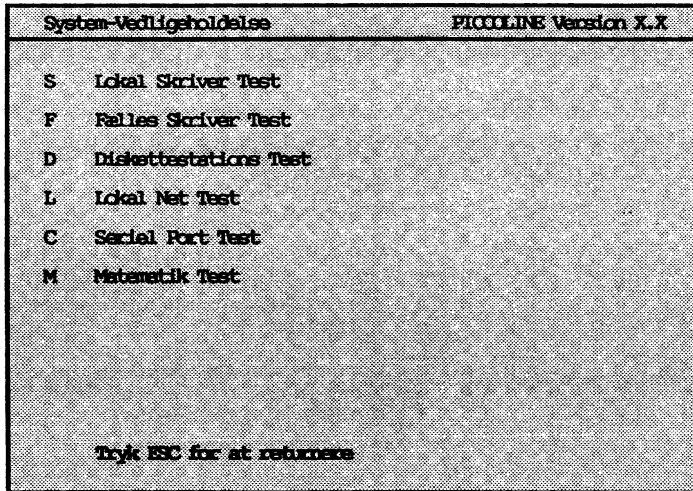 System-Vedligeholdelse PICCOLINE Version X.X
S Lokal Skriver Test
F Fælles Skriver Test
D Diskettestations Test
L Lokal Net Test
C Seriel Port Test
M Matematik Test
Tryk ESC for at returnere